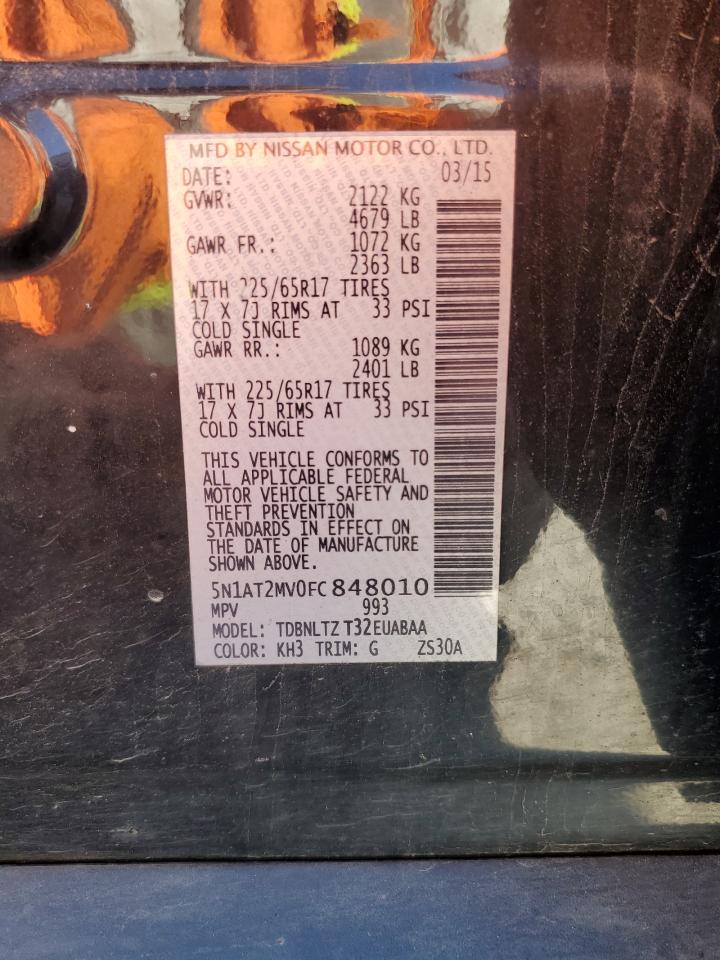 MFD BY NISSAN MOTOR CO., LTD.
DATE: 03/15
GVWR: 2122 KG
4679 LB
GAWR FR.: 1072 KG
2363 LB
WITH 225/65R17 TIRES
17 X 7J RIMS AT 33 PSI
COLD SINGLE
GAWR RR.: 1089 KG
2401 LB
WITH 225/65R17 TIRES
17 X 7J RIMS AT 33 PSI
COLD SINGLE
THIS VEHICLE CONFORMS TO
ALL APPLICABLE FEDERAL
MOTOR VEHICLE SAFETY AND
THEFT PREVENTION
STANDARDS IN EFFECT ON
THE DATE OF MANUFACTURE
SHOWN ABOVE.
5N1AT2MV0FC848010
MPV 993
MODEL: TDBNLTZ T32EUABAA
COLOR: KH3 TRIM: G ZS30A